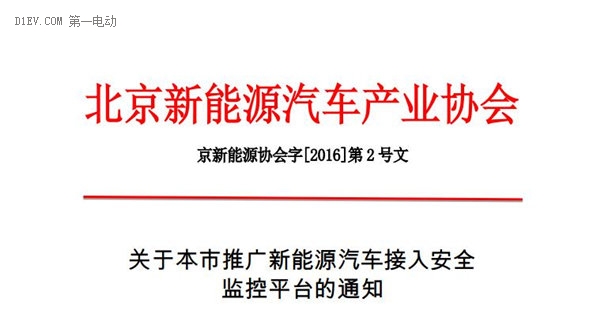 D1EV.COM 第一电动
北京新能源汽车产业协会
京新能源协会字[2016]第 2 号文
关于本市推广新能源汽车接入安全
监控平台的通知